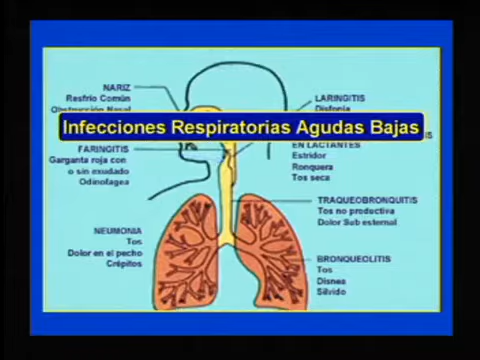 NARIZ
Resfrío Común
Obstrucción Nasal
LARINGITIS
Disfonía
Infecciones Respiratorias Agudas Bajas
FARINGITIS
Garganta roja con
o sin exudado
Odinofagea
EN LACTANTES
Estridor
Ronquera
Tos seca
TRAQUEOBRONQUITIS
Tos no productiva
Dolor Sub esternal
NEUMONIA
Tos
Dolor en el pecho
Crépitos
BRONQUEOLITIS
Tos
Disnea
Silvido